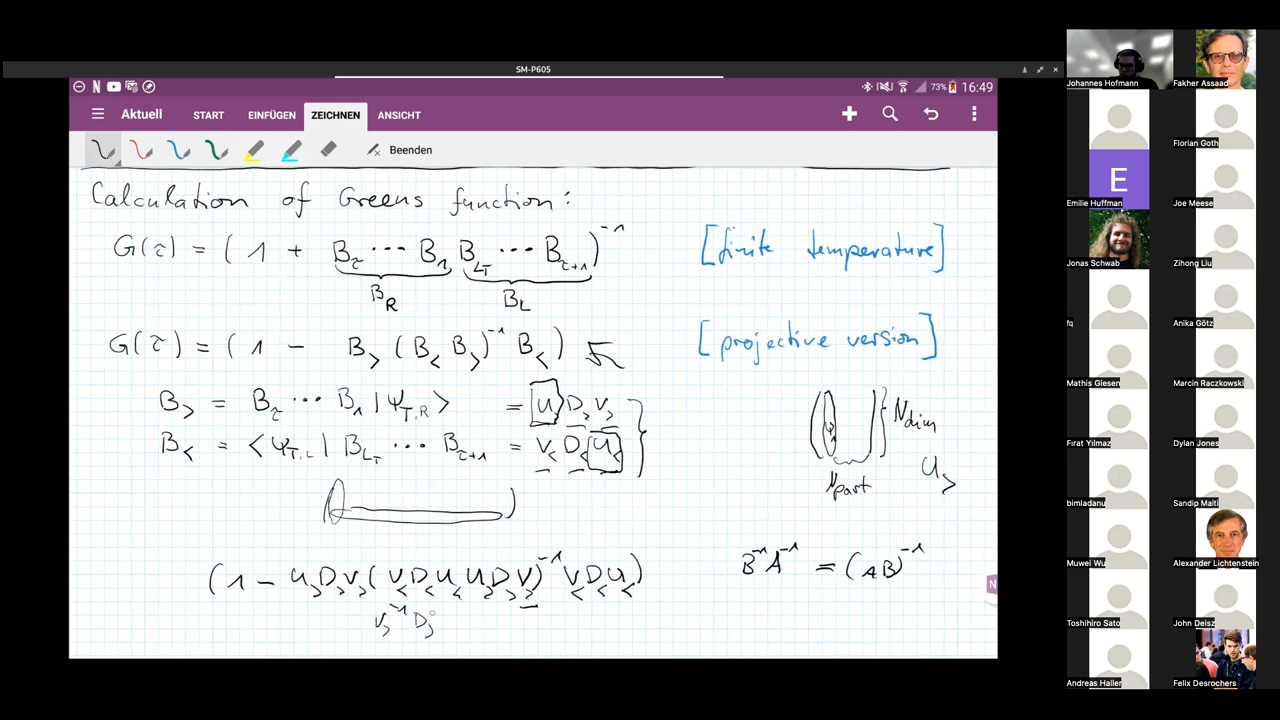 SM-P605
73% 16:49
Aktuell START EINFÜGEN ZEICHNEN ANSICHT
Beenden
Calculation of Greens function:
G(τ) = (1 + B_τ ⋯ B_1 B_{L_T} ⋯ B_{τ+1})^{-1} [finite temperature]
B_R B_L
G(τ) = (1 - B_> (B_< B_>)^{-1} B_<) [projective version]
B_> = B_τ ⋯ B_1 |Ψ_{T,R}> = U_> D_> V_>
B_< = <Ψ_{T,L}| B_{L_T} ⋯ B_{τ+1} = V_< D_< U_<
N_dim
N_part U_>
(1 - U_> D_> V_> (V_< D_< U_< U_> D_> V_>)^{-1} V_< D_< U_<) B^{-1} A^{-1} = (AB)^{-1}
V_>^{-1} D_>
N
Johannes Hofmann
Fakher Assaad
Florian Goth
E
Emilie Huffman
Joe Meese
Jonas Schwab
Zihong Liu
fq
Anika Götz
Mathis Giesen
Marcin Raczkowski
Fırat Yılmaz
Dylan Jones
bimladanu
Sandip Maiti
Muwei Wu
Alexander Lichtenstein
Toshihiro Sato
John Deisz
Andreas Haller
Felix Desrochers